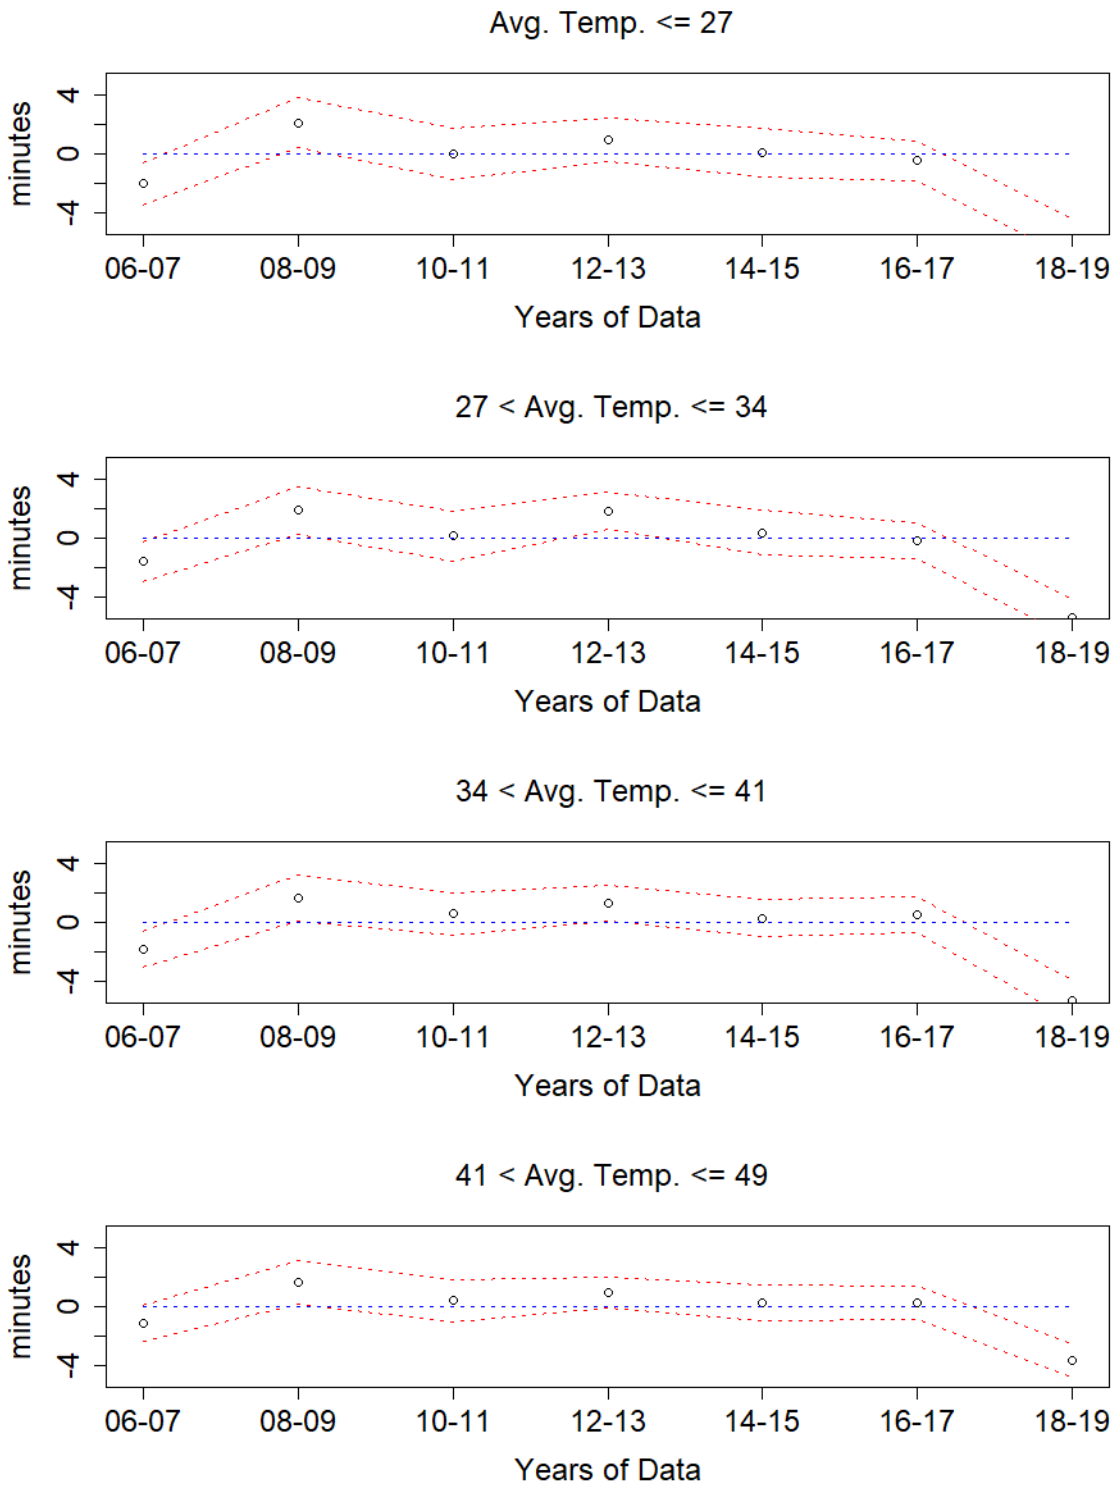 Avg. Temp. <= 27
minutes
4
0
-4
06-07 08-09 10-11 12-13 14-15 16-17 18-19
Years of Data
27 < Avg. Temp. <= 34
minutes
4
0
-4
06-07 08-09 10-11 12-13 14-15 16-17 18-19
Years of Data
34 < Avg. Temp. <= 41
minutes
4
0
-4
06-07 08-09 10-11 12-13 14-15 16-17 18-19
Years of Data
41 < Avg. Temp. <= 49
minutes
4
0
-4
06-07 08-09 10-11 12-13 14-15 16-17 18-19
Years of Data